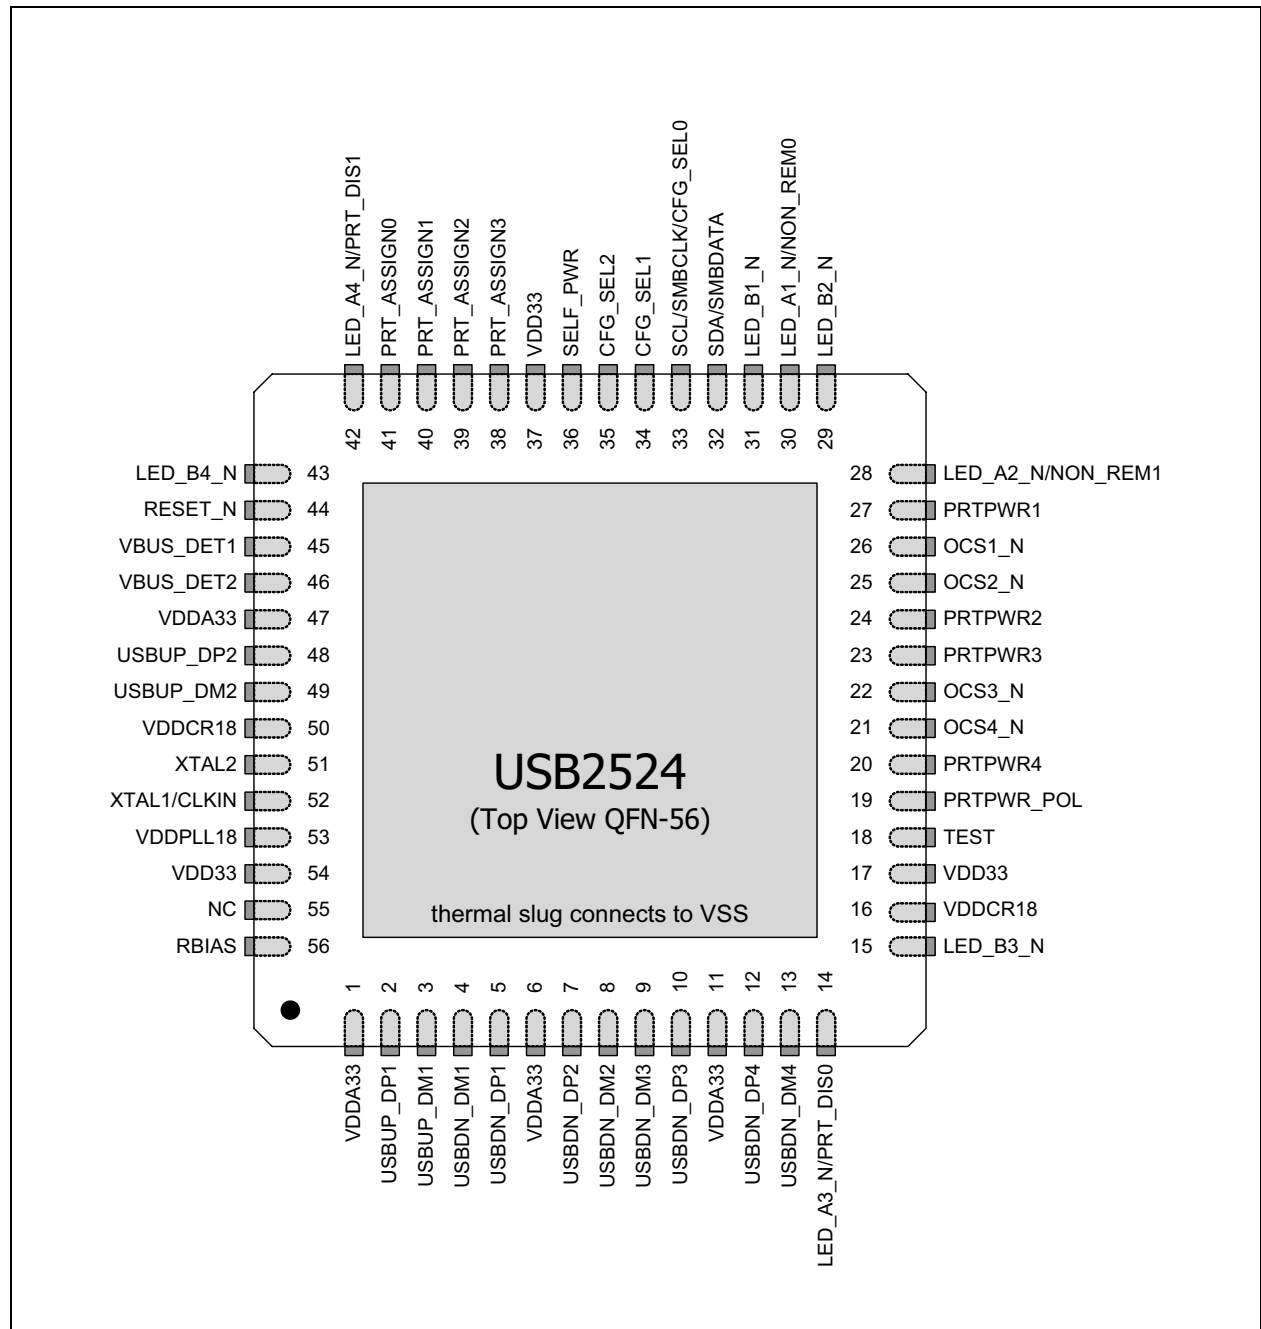 LED_A4_N/PRT_DIS1
PRT_ASSIGN0
PRT_ASSIGN1
PRT_ASSIGN2
PRT_ASSIGN3
VDD33
SELF_PWR
CFG_SEL2
CFG_SEL1
SCL/SMBCLK/CFG_SEL0
SDA/SMBDATA
LED_B1_N
LED_A1_N/NON_REM0
LED_B2_N
42 41 40 39 38 37 36 35 34 33 32 31 30 29
LED_B4_N 43
RESET_N 44
VBUS_DET1 45
VBUS_DET2 46
VDDA33 47
USBUP_DP2 48
USBUP_DM2 49
VDDCR18 50
XTAL2 51
XTAL1/CLKIN 52
VDDPLL18 53
VDD33 54
NC 55
RBIAS 56
28 LED_A2_N/NON_REM1
27 PRTPWR1
26 OCS1_N
25 OCS2_N
24 PRTPWR2
23 PRTPWR3
22 OCS3_N
21 OCS4_N
20 PRTPWR4
19 PRTPWR_POL
18 TEST
17 VDD33
16 VDDCR18
15 LED_B3_N
USB2524
(Top View QFN-56)
thermal slug connects to VSS
1 2 3 4 5 6 7 8 9 10 11 12 13 14
VDDA33
USBUP_DP1
USBUP_DM1
USBDN_DM1
USBDN_DP1
VDDA33
USBDN_DP2
USBDN_DM2
USBDN_DM3
USBDN_DP3
VDDA33
USBDN_DP4
USBDN_DM4
LED_A3_N/PRT_DIS0